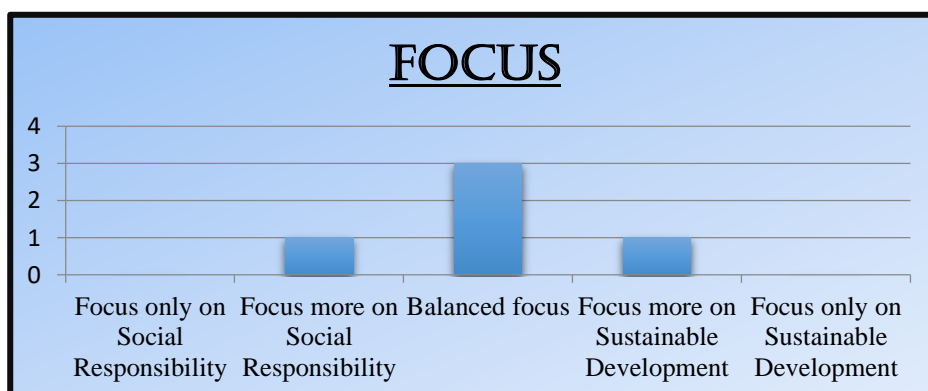 FOCUS
4
3
2
1
0
Focus only on
Social
Responsibility
Focus more on
Social
Responsibility
Balanced focus
Focus more on
Sustainable
Development
Focus only on
Sustainable
Development